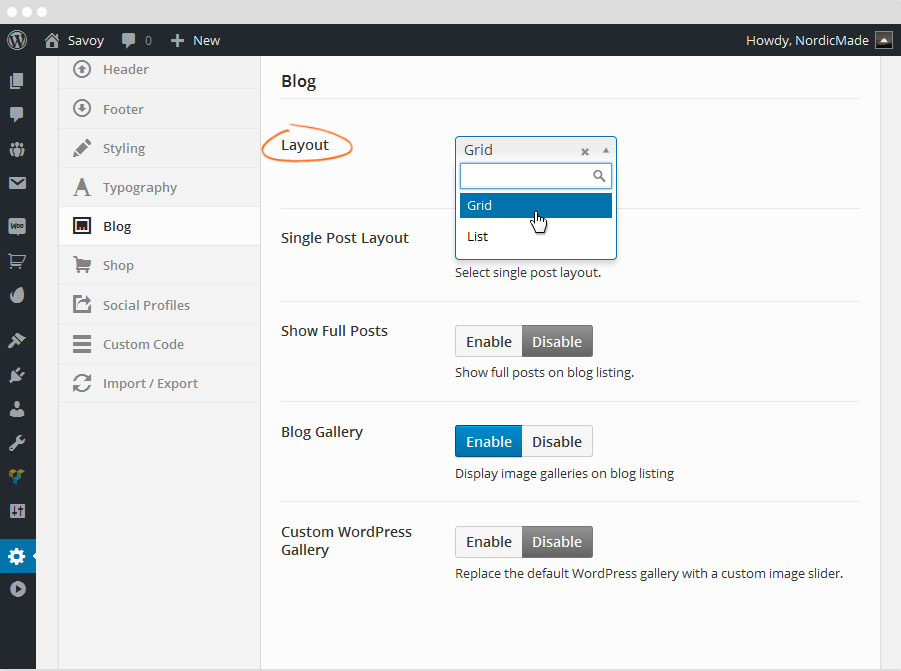 Savoy
0
New
Howdy, NordicMade
Header
Footer
Styling
Typography
Blog
Shop
Social Profiles
Custom Code
Import / Export
Blog
Layout
Grid
Grid
List
Single Post Layout
Select single post layout.
Show Full Posts
Enable Disable
Show full posts on blog listing.
Blog Gallery
Enable Disable
Display image galleries on blog listing
Custom WordPress
Gallery
Enable Disable
Replace the default WordPress gallery with a custom image slider.